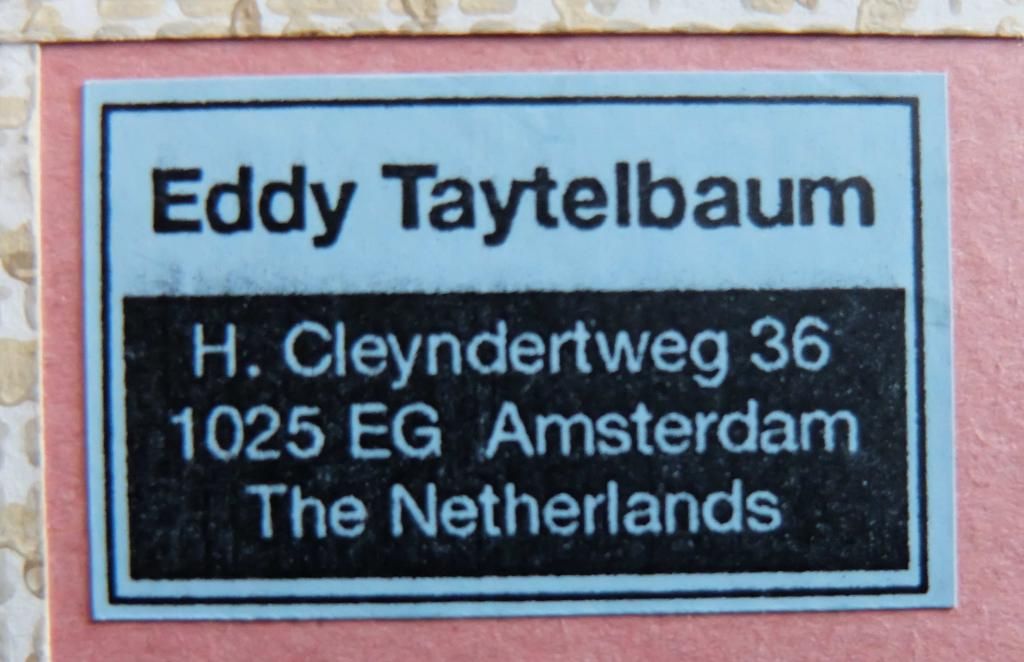 Eddy Taytelbaum
H. Cleyndertweg 36
1025 EG Amsterdam
The Netherlands